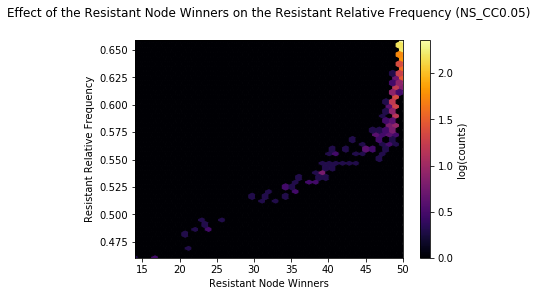 Effect of the Resistant Node Winners on the Resistant Relative Frequency (NS_CC0.05)
0.650
0.625
0.600
0.575
0.550
0.525
0.500
0.475
Resistant Relative Frequency
15 20 25 30 35 40 45 50
Resistant Node Winners
2.0
1.5
1.0
0.5
0.0
log(counts)